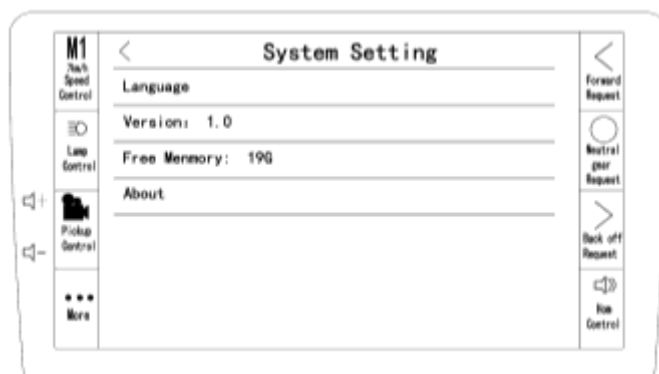 M1
7km/h
Speed
Control
Lamp
Control
Pickup
Control
More
System Setting
Language
Version: 1.0
Free Menmory: 19G
About
Forward
Request
Neutral
gear
Request
Back off
Request
Control